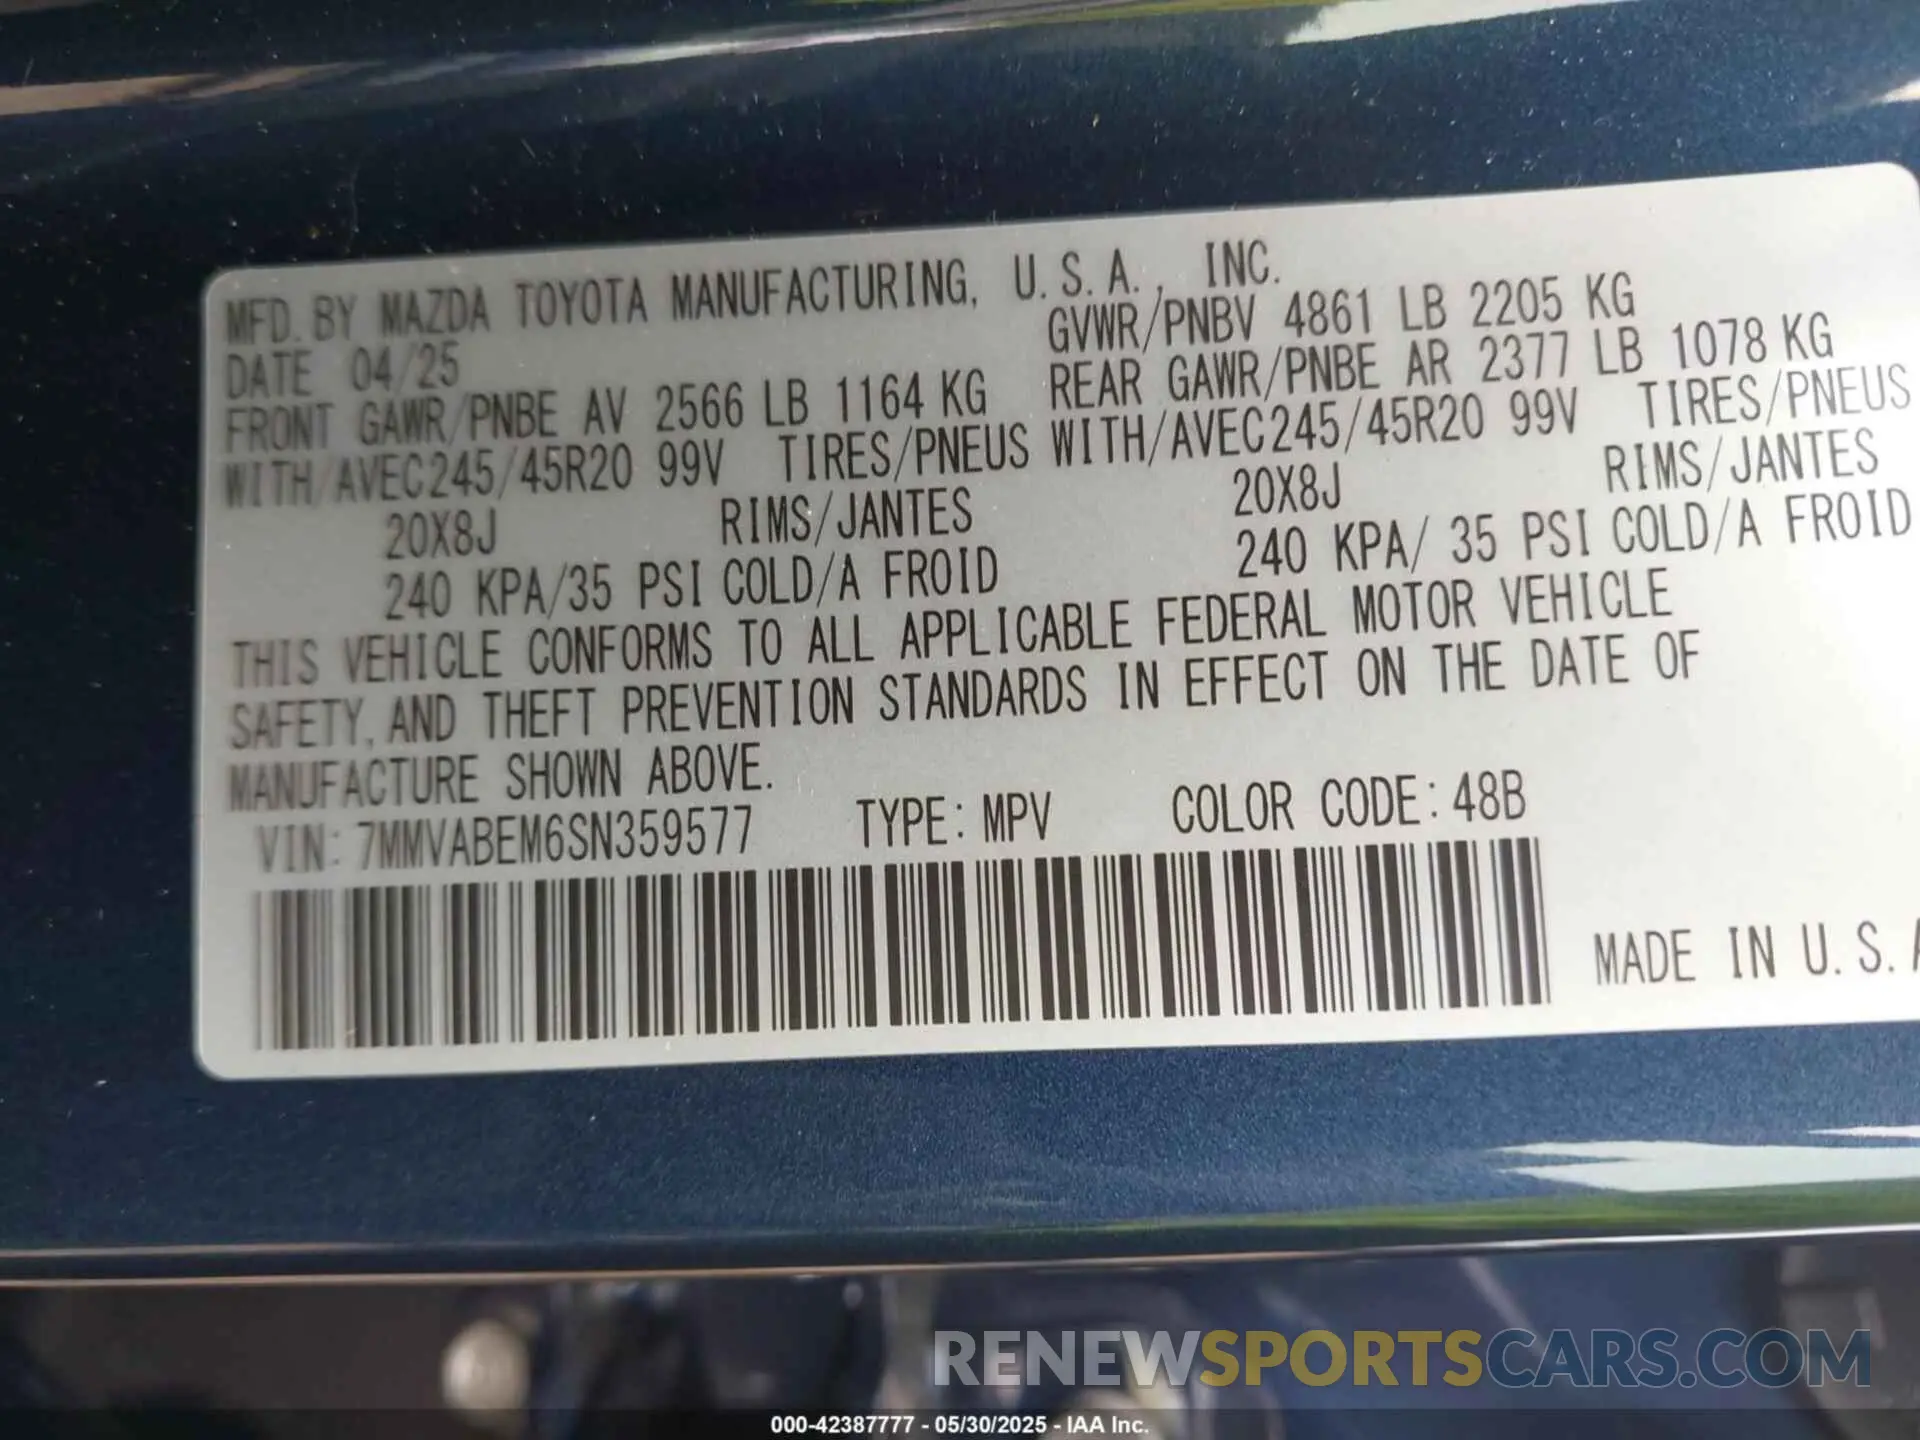 MFD. BY MAZDA TOYOTA MANUFACTURING, U.S.A., INC.
DATE 04/25 GVWR/PNBV 4861 LB 2205 KG
FRONT GAWR/PNBE AV 2566 LB 1164 KG REAR GAWR/PNBE AR 2377 LB 1078 KG
WITH/AVEC245/45R20 99V TIRES/PNEUS WITH/AVEC245/45R20 99V TIRES/PNEUS
20X8J RIMS/JANTES 20X8J RIMS/JANTES
240 KPA/35 PSI COLD/A FROID 240 KPA/ 35 PSI COLD/A FROID
THIS VEHICLE CONFORMS TO ALL APPLICABLE FEDERAL MOTOR VEHICLE
SAFETY, AND THEFT PREVENTION STANDARDS IN EFFECT ON THE DATE OF
MANUFACTURE SHOWN ABOVE.
VIN: 7MMVABEM6SN359577 TYPE: MPV COLOR CODE: 48B
MADE IN U.S.A
RENEWSPORTSCARS.COM
000-42387777 - 05/30/2025 - IAA Inc.